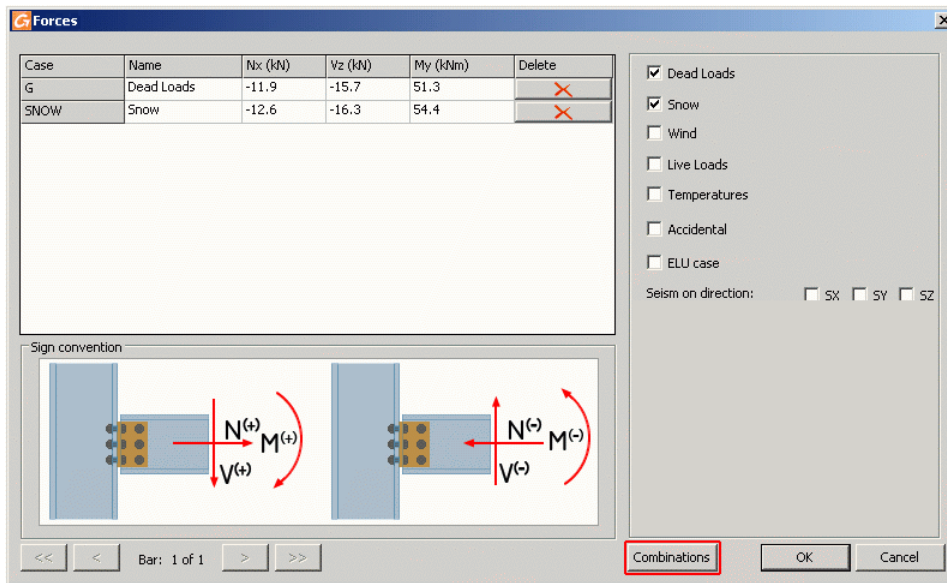 Forces
Case Name Nx (kN) Vz (kN) My (kNm) Delete
G Dead Loads -11.9 -15.7 51.3
SNOW Snow -12.6 -16.3 54.4
Dead Loads
Snow
Wind
Live Loads
Temperatures
Accidental
ELU case
Seism on direction: SX SY SZ
Sign convention
N(+) M(+)
V(+)
N(-) M(-)
V(-)
<< < Bar: 1 of 1 > >> Combinations OK Cancel